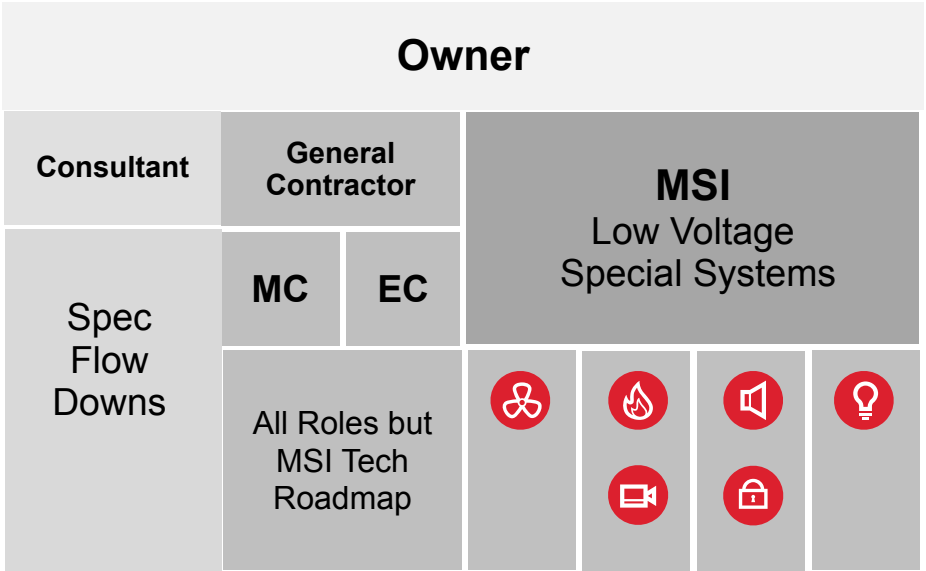 Owner
Consultant
General
Contractor
MSI
Low Voltage
Special Systems
MC
EC
Spec
Flow
Downs
All Roles but
MSI Tech
Roadmap